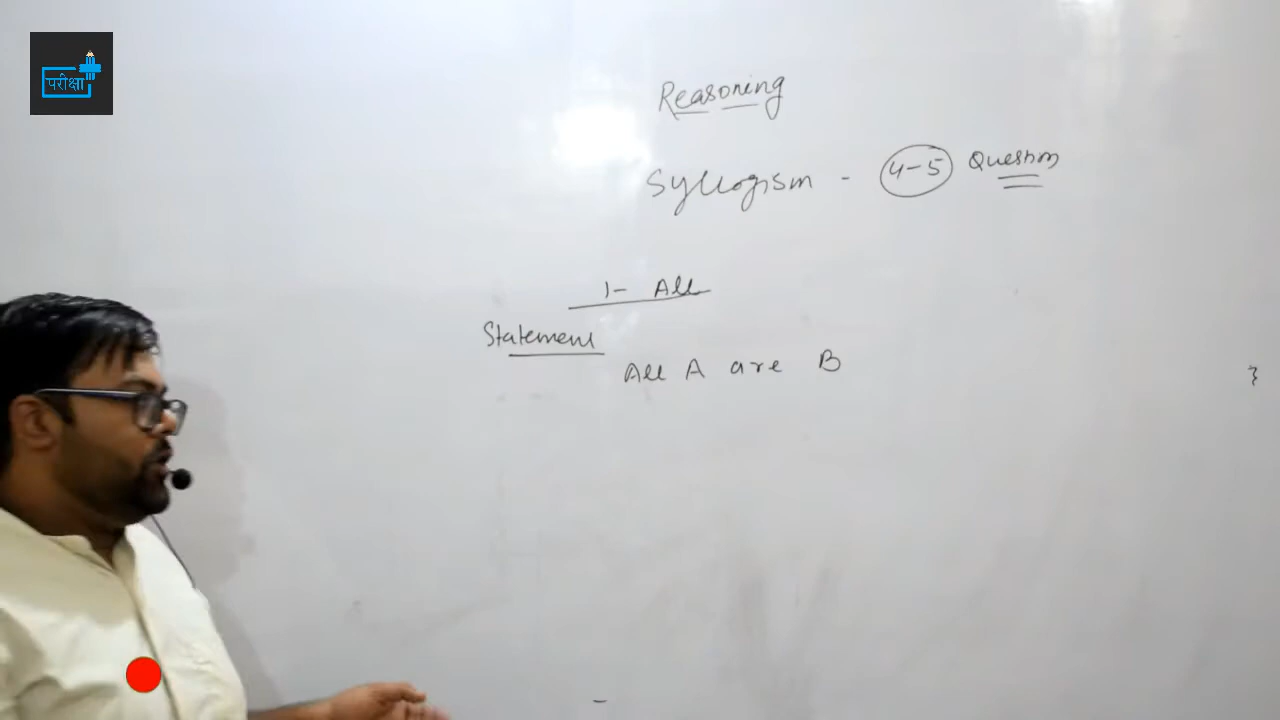 परीक्षा
Reasoning
Syllogism - 4-5 Question
1- All
Statement
All A are B
}